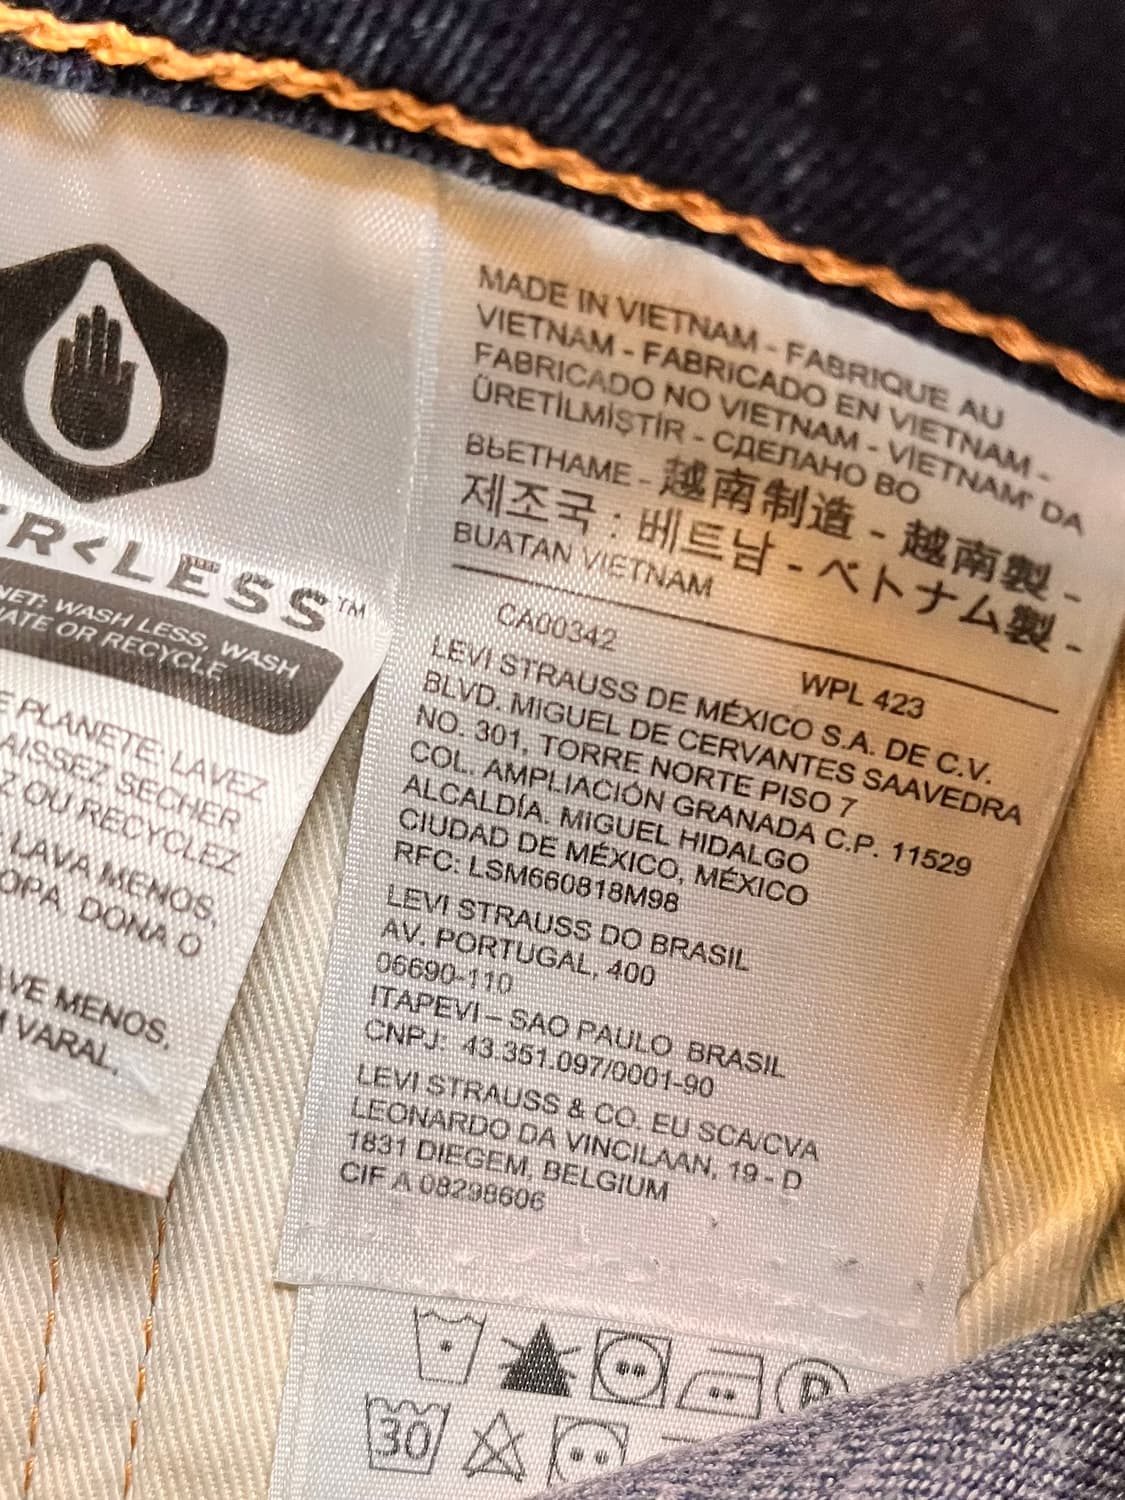 R<LESS™
NET: WASH LESS, WASH
ATE OR RECYCLE
PLANETE: LAVEZ
AISSEZ SECHER
Z OU RECYCLEZ
LAVA MENOS,
OPA, DONA O
AVE MENOS,
VARAL,
MADE IN VIETNAM - FABRIQUE AU
VIETNAM - FABRICADO EN VIETNAM -
FABRICADO NO VIETNAM - VIETNAM' DA
ÜRETİLMİŞTİR - СДЕЛАНО ВО
ВЬЕТНАМЕ - 越南制造 - 越南製 -
제조국 : 베트남 - ベトナム製 -
BUATAN VIETNAM
CA00342 WPL 423
LEVI STRAUSS DE MÉXICO S.A. DE C.V.
BLVD. MIGUEL DE CERVANTES SAAVEDRA
NO. 301, TORRE NORTE PISO 7
COL. AMPLIACIÓN GRANADA C.P. 11529
ALCALDÍA. MIGUEL HIDALGO
CIUDAD DE MÉXICO, MÉXICO
RFC: LSM660818M98
LEVI STRAUSS DO BRASIL
AV. PORTUGAL, 400
06690-110
ITAPEVI – SAO PAULO BRASIL
CNPJ: 43.351.097/0001-90
LEVI STRAUSS & CO. EU SCA/CVA
LEONARDO DA VINCILAAN, 19 - D
1831 DIEGEM, BELGIUM
CIF A 08298606
P
30